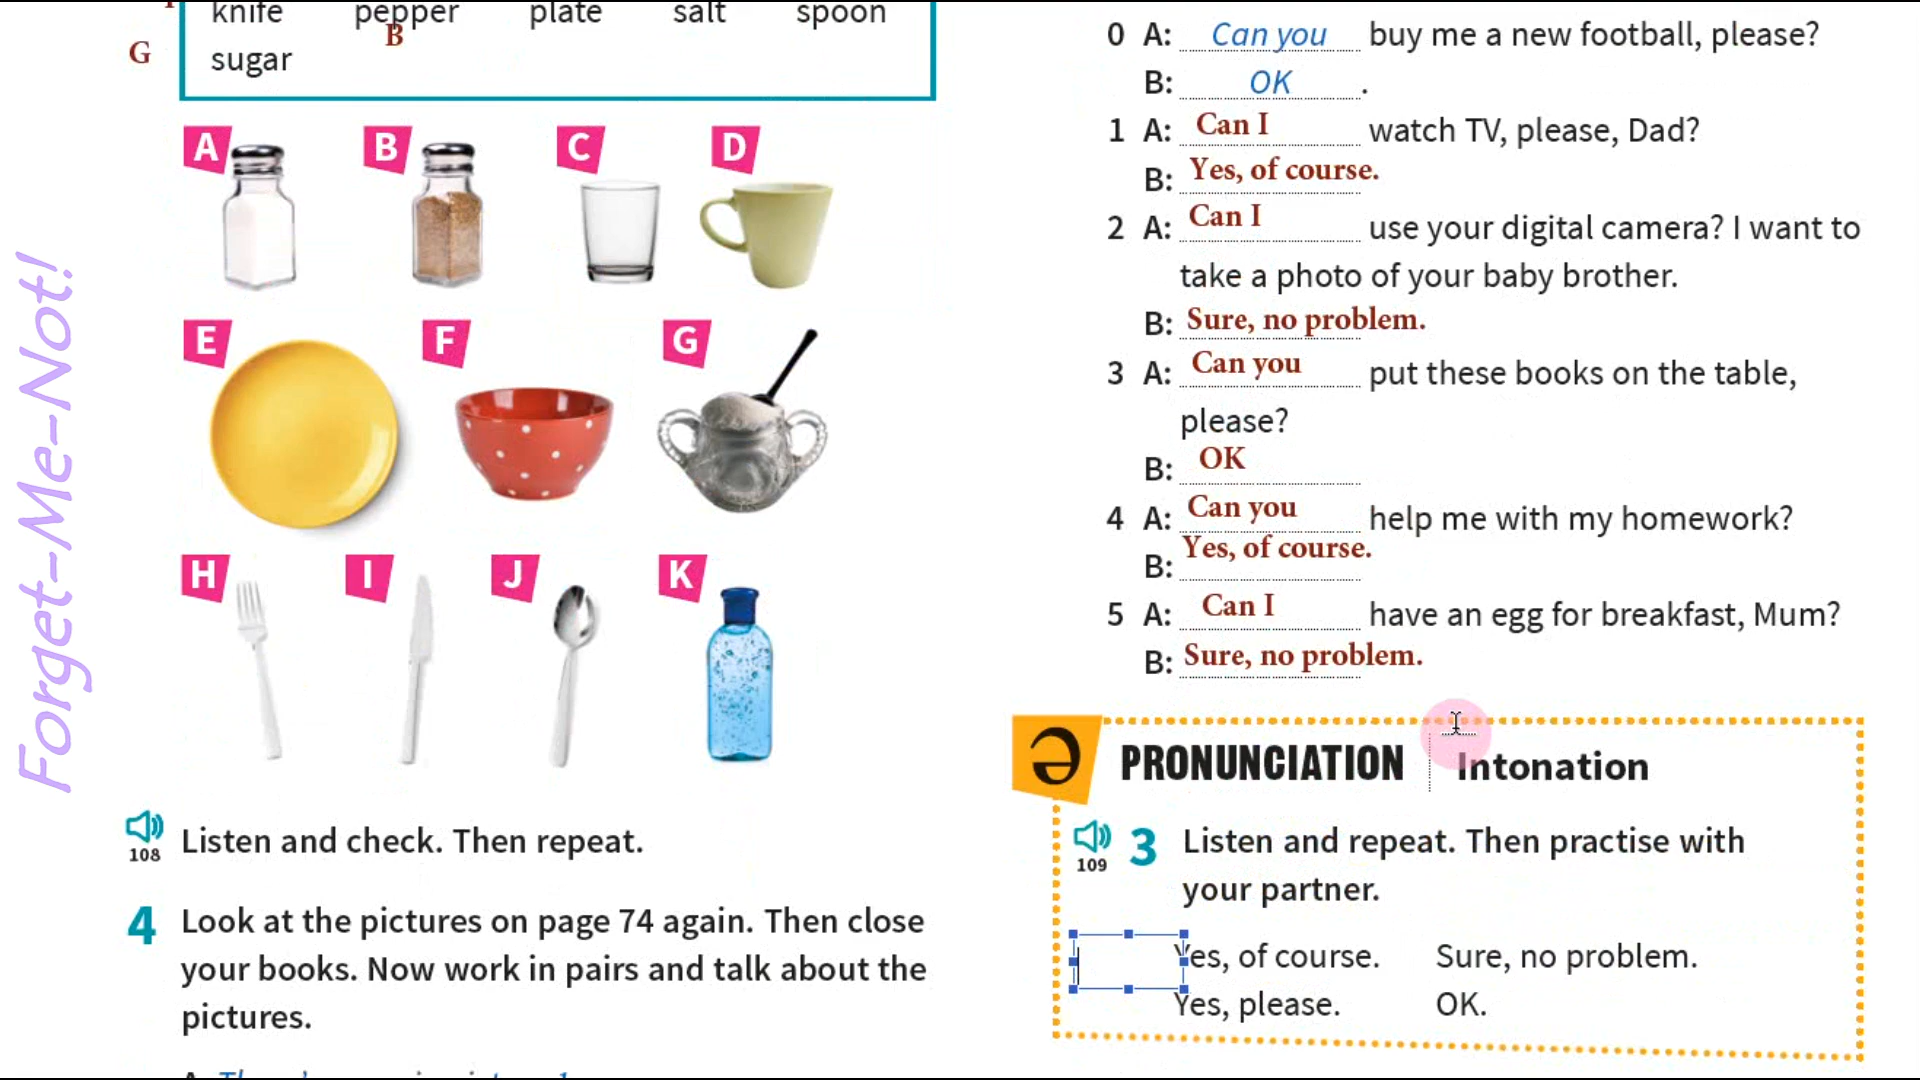 knife pepper plate salt spoon
G B
sugar
A B C D
E F G
H I J K
Forget-Me-Not!
108 Listen and check. Then repeat.
4 Look at the pictures on page 74 again. Then close
your books. Now work in pairs and talk about the
pictures.
0 A: Can you buy me a new football, please?
B: OK .
1 A: Can I watch TV, please, Dad?
B: Yes, of course.
2 A: Can I use your digital camera? I want to
take a photo of your baby brother.
B: Sure, no problem.
3 A: Can you put these books on the table,
please?
B: OK
4 A: Can you help me with my homework?
B: Yes, of course.
5 A: Can I have an egg for breakfast, Mum?
B: Sure, no problem.
ə PRONUNCIATION Intonation
109 3 Listen and repeat. Then practise with
your partner.
Yes, of course. Sure, no problem.
Yes, please. OK.